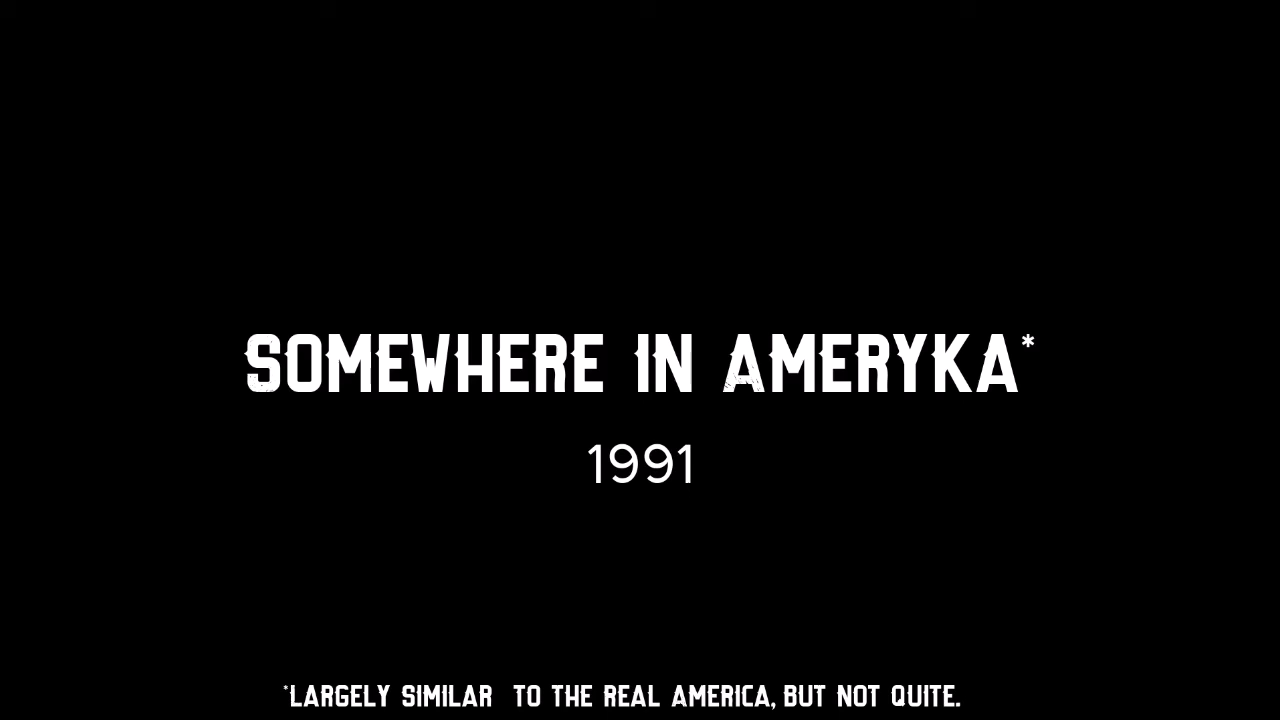 SOMEWHERE IN AMERYKA*
1991
*LARGELY SIMILAR TO THE REAL AMERICA, BUT NOT QUITE.